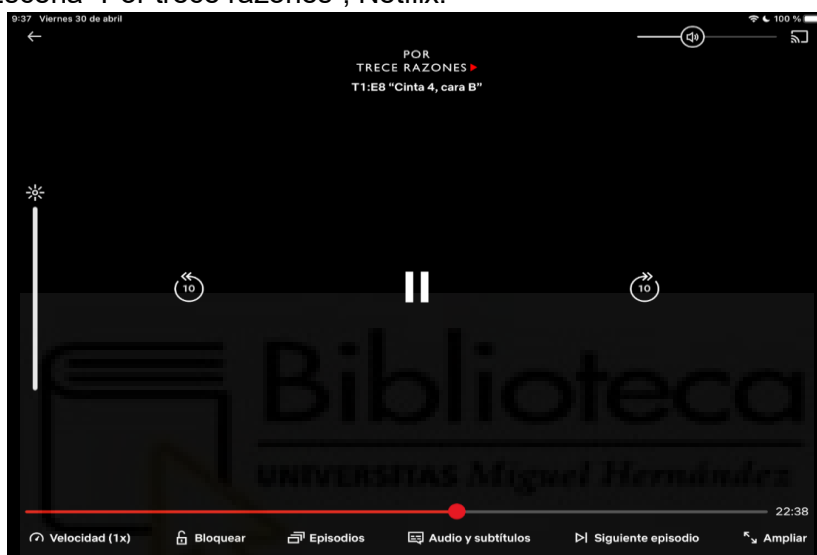 9:37 Viernes 30 de abril
100 %
POR
TRECE RAZONES
T1:E8 “Cinta 4, cara B”
10
10
Biblioteca
UNIVERSITAS Miguel Hernández
22:38
Velocidad (1x) Bloquear Episodios Audio y subtítulos Siguiente episodio Ampliar